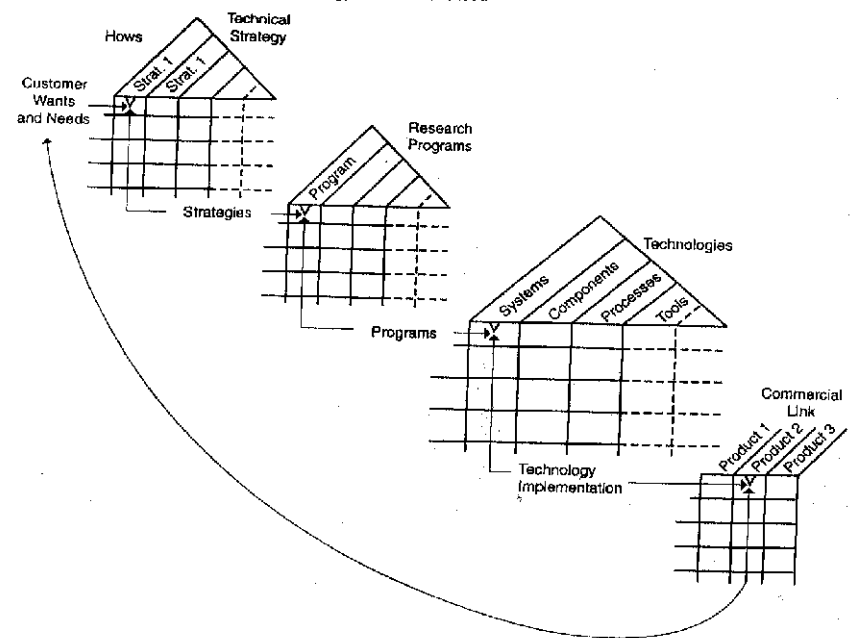 Technical
Strategy
Hows
Strat. 1
Strat. 1
Customer
Wants
and Needs
Research
Programs
Program
Strategies
Technologies
Systems
Components
Processes
Tools
Programs
Commercial
Link
Product 1
Product 2
Product 3
Technology
Implementation